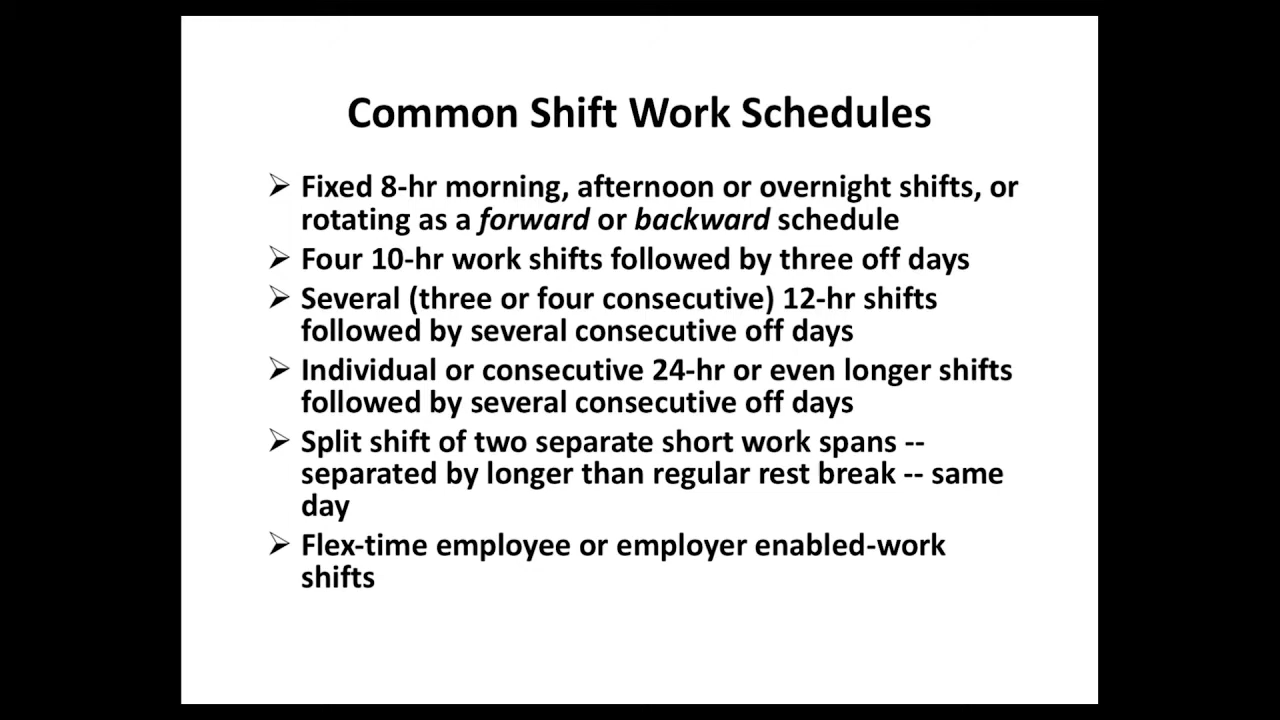 Common Shift Work Schedules
➢ Fixed 8-hr morning, afternoon or overnight shifts, or
rotating as a forward or backward schedule
➢ Four 10-hr work shifts followed by three off days
➢ Several (three or four consecutive) 12-hr shifts
followed by several consecutive off days
➢ Individual or consecutive 24-hr or even longer shifts
followed by several consecutive off days
➢ Split shift of two separate short work spans --
separated by longer than regular rest break -- same
day
➢ Flex-time employee or employer enabled-work
shifts